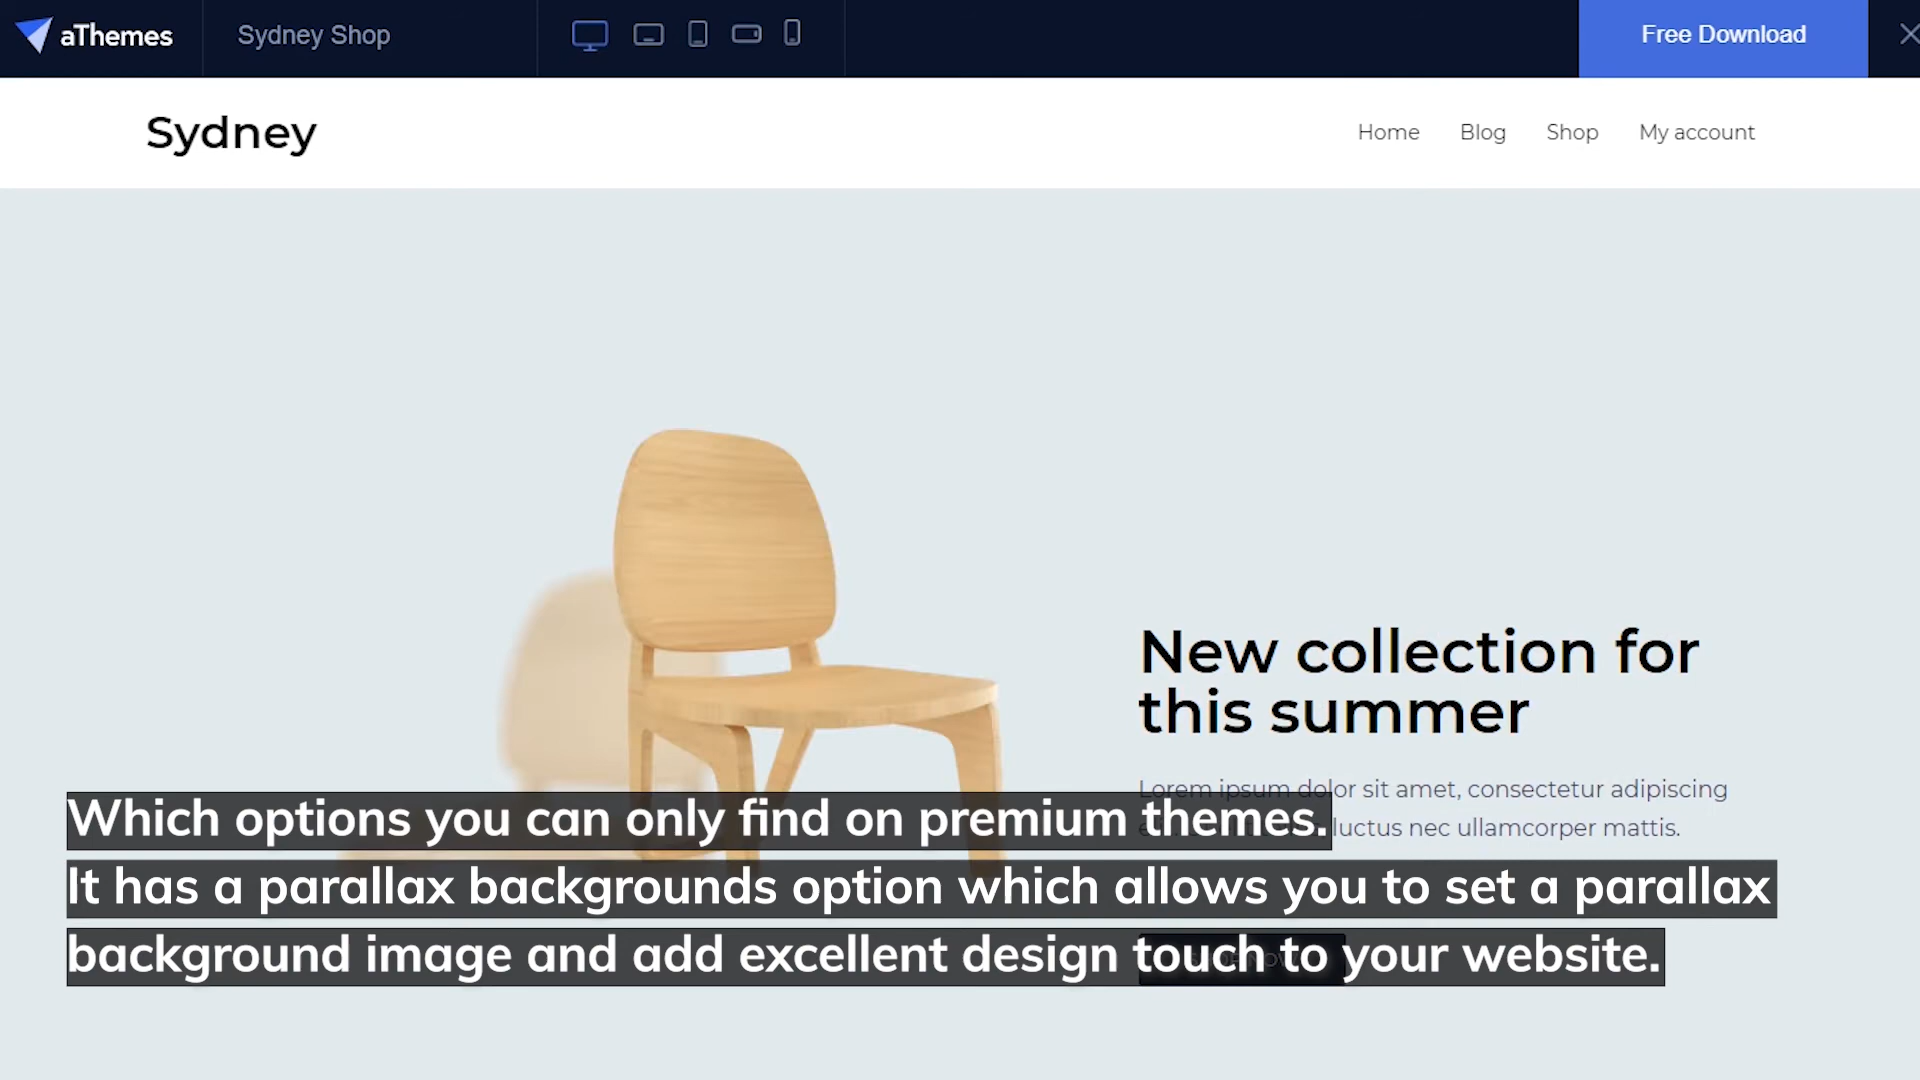 aThemes
Sydney Shop
Free Download
Sydney
Home Blog Shop My account
New collection for
this summer
Lorem ipsum dolor sit amet, consectetur adipiscing
luctus nec ullamcorper mattis.
Which options you can only find on premium themes.
It has a parallax backgrounds option which allows you to set a parallax
background image and add excellent design touch to your website.